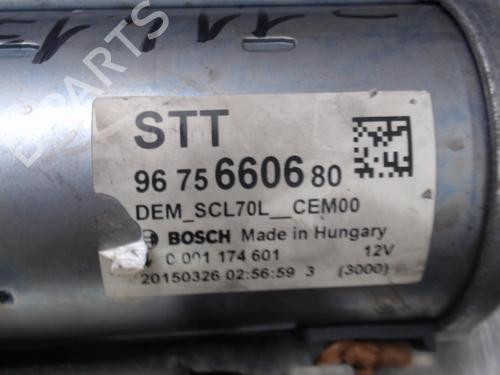 STT
96 75 6606 80
DEM_SCL70L__CEM00
BOSCH Made in Hungary
0 001 174 601 12V
20150326 02:56:59 3 (3000)